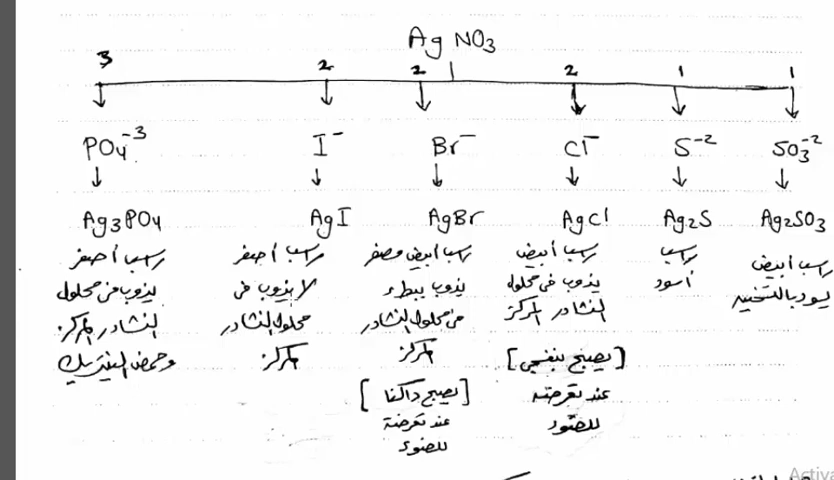 AgNO3
3 2 2 2 1 1
PO4-3 I- Br- Cl- S-2 SO3-2
Ag3PO4 AgI AgBr AgCl Ag2S Ag2SO3
راسب أصفر
يذوب في محلول
النشادر المركز
وحمض النيتريك
راسب أصفر
لا يذوب في
محلول النشادر
المركز
راسب أبيض مصفر
يذوب ببطء
في محلول النشادر
المركز
[يصبح داكنا]
عند تعرضة
للضوء
راسب أبيض
يذوب في محلول
النشادر المركز
[يصبح بنفسجي]
عند تعرضه
للضوء
راسب
أسود
راسب أبيض
يسود بالتسخين
Activa